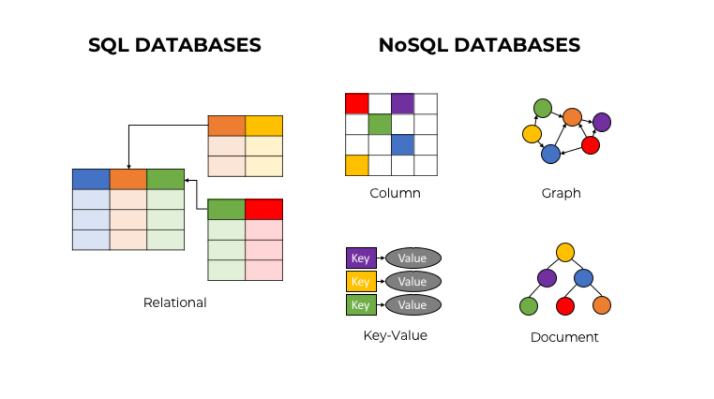 SQL DATABASES
NoSQL DATABASES
Relational
Column
Graph
Key Value
Key Value
Key Value
Key-Value
Document